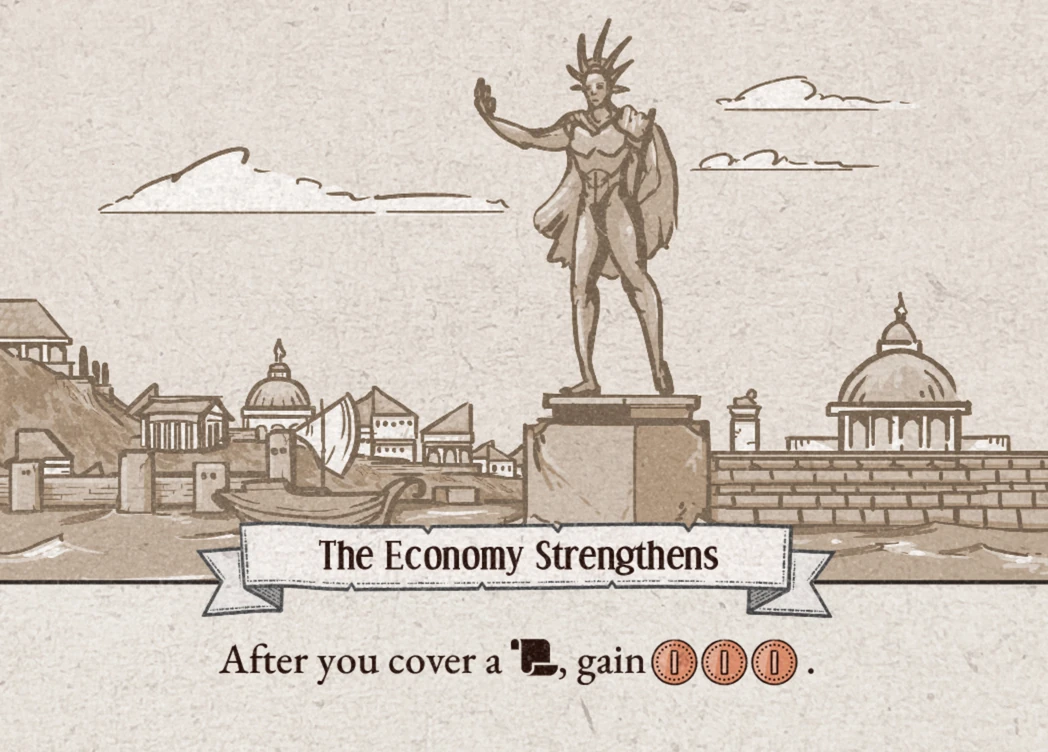 The Economy Strengthens
After you cover a , gain I I I .